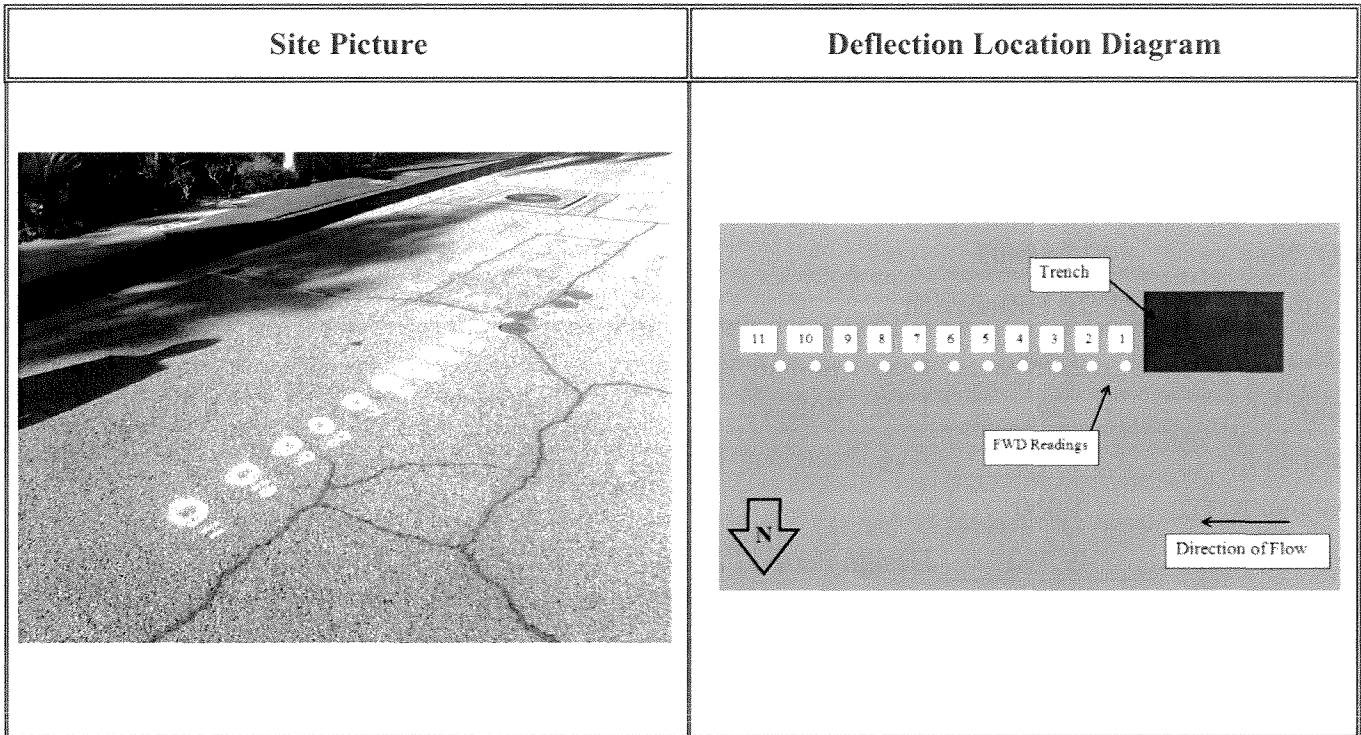 Site Picture
Deflection Location Diagram
Trench
11 10 9 8 7 6 5 4 3 2 1
FWD Readings
N
Direction of Flow
11